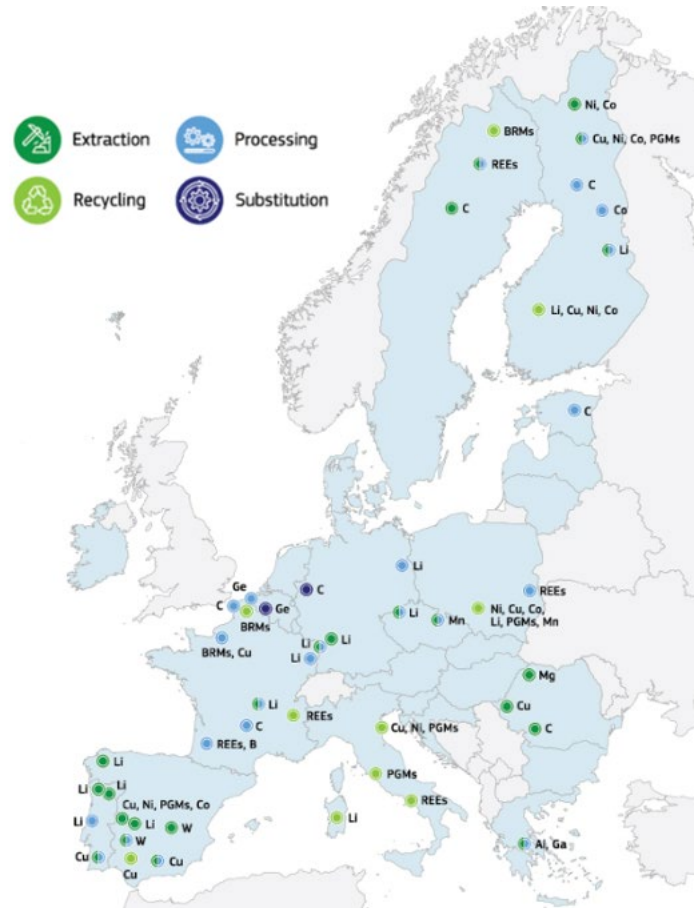 Extraction
Processing
Recycling
Substitution
Ni, Co
BRMs
Cu, Ni, Co, PGMs
REEs
C
C
Co
Li
Li, Cu, Ni, Co
C
Li
Ge
C
REEs
C
Ge
Li
Ni, Cu, Co,
Li, PGMs, Mn
BRMs
Mn
BRMs, Cu
Li
Li
Li
Mg
Li
Cu
REEs
C
Cu, Ni, PGMs
C
REEs, B
Li
PGMs
Li
Li
REEs
Cu, Ni, PGMs, Co
Li
Li
W
Li
W
Al, Ga
Cu
Cu
Cu